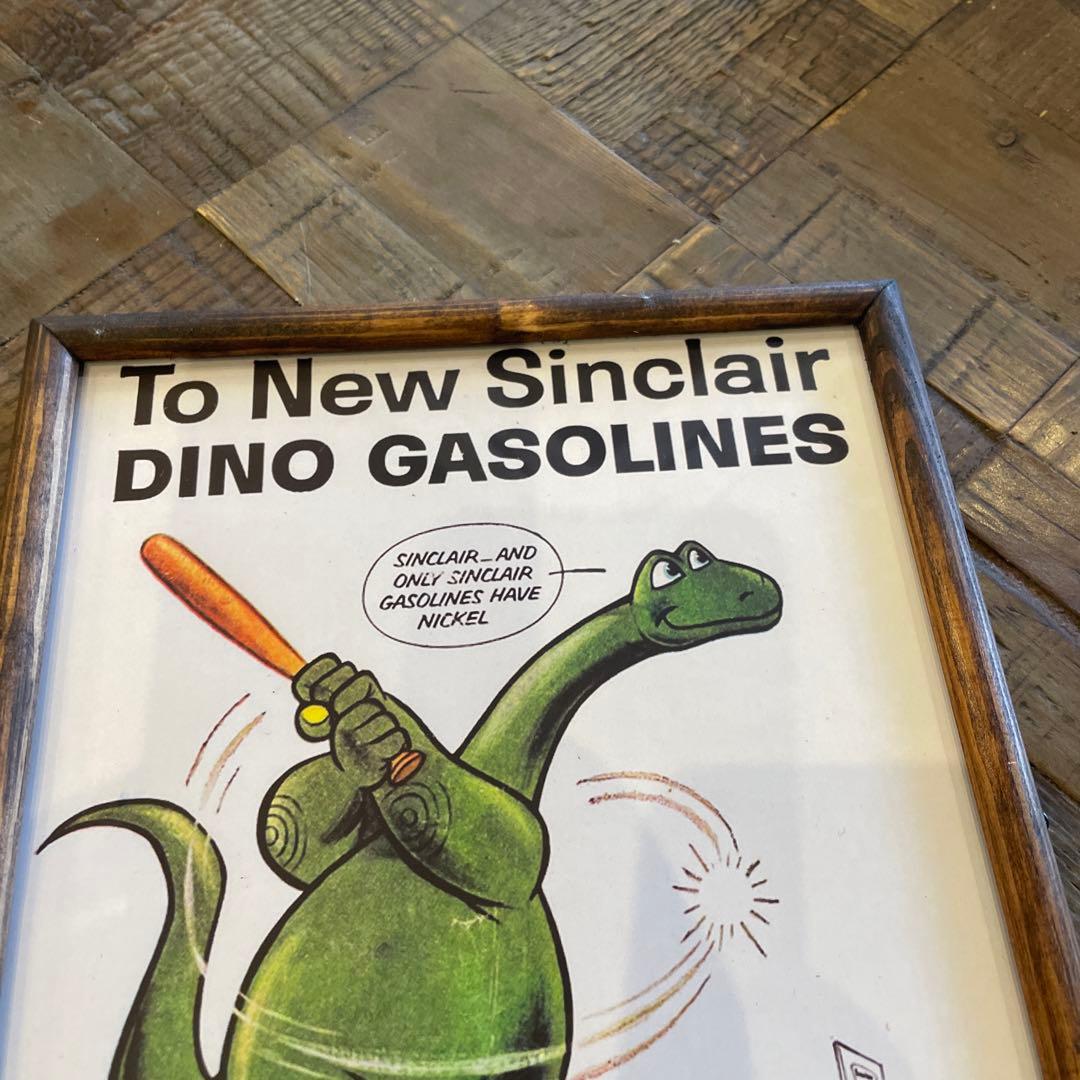 To New Sinclair
DINO GASOLINES
SINCLAIR_AND
ONLY SINCLAIR
GASOLINES HAVE
NICKEL